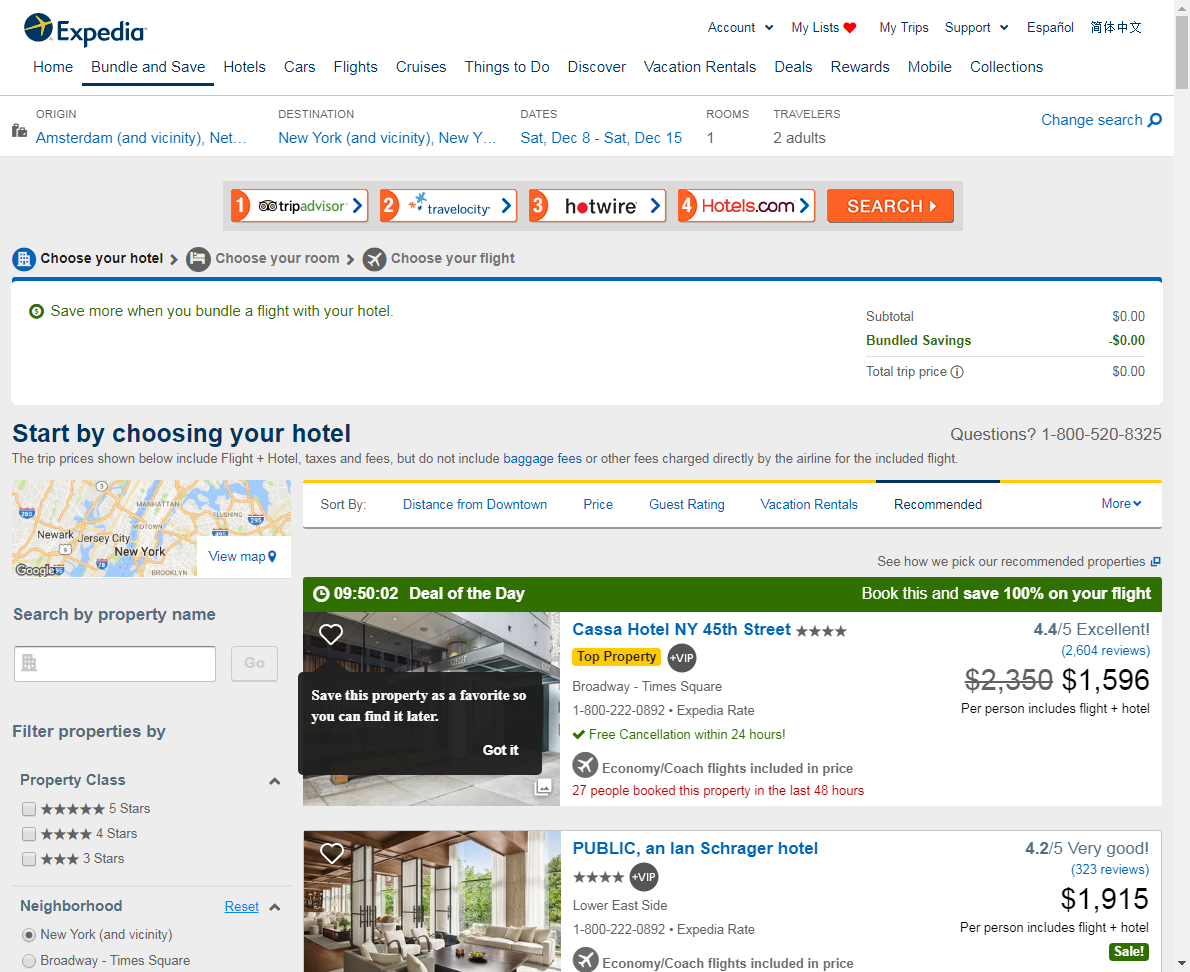 Expedia
Account My Lists My Trips Support Español 简体中文
Home Bundle and Save Hotels Cars Flights Cruises Things to Do Discover Vacation Rentals Deals Rewards Mobile Collections
ORIGIN DESTINATION DATES ROOMS TRAVELERS
Amsterdam (and vicinity), Net... New York (and vicinity), New Y... Sat, Dec 8 - Sat, Dec 15 1 2 adults
Change search
1 tripadvisor 2 travelocity 3 hotwire 4 Hotels.com SEARCH
Choose your hotel Choose your room Choose your flight
Save more when you bundle a flight with your hotel.
Subtotal $0.00
Bundled Savings -$0.00
Total trip price $0.00
Start by choosing your hotel
Questions? 1-800-520-8325
The trip prices shown below include Flight + Hotel, taxes and fees, but do not include baggage fees or other fees charged directly by the airline for the included flight.
3
MANHATTAN
280
FLUSHING
MIDTOWN
295
495
Newark
Jersey City
9
New York
78
Google
95
BROOKLYN
View map
Sort By: Distance from Downtown Price Guest Rating Vacation Rentals Recommended More
See how we pick our recommended properties
Search by property name
Go
Filter properties by
Property Class
5 Stars
4 Stars
3 Stars
Neighborhood Reset
New York (and vicinity)
Broadway - Times Square
09:50:02 Deal of the Day Book this and save 100% on your flight
Save this property as a favorite so
you can find it later.
Got it
Cassa Hotel NY 45th Street
Top Property +VIP
Broadway - Times Square
1-800-222-0892 • Expedia Rate
Free Cancellation within 24 hours!
Economy/Coach flights included in price
27 people booked this property in the last 48 hours
4.4/5 Excellent!
(2,604 reviews)
$2,350 $1,596
Per person includes flight + hotel
PUBLIC, an Ian Schrager hotel
+VIP
Lower East Side
1-800-222-0892 • Expedia Rate
Economy/Coach flights included in price
4.2/5 Very good!
(323 reviews)
$1,915
Per person includes flight + hotel
Sale!